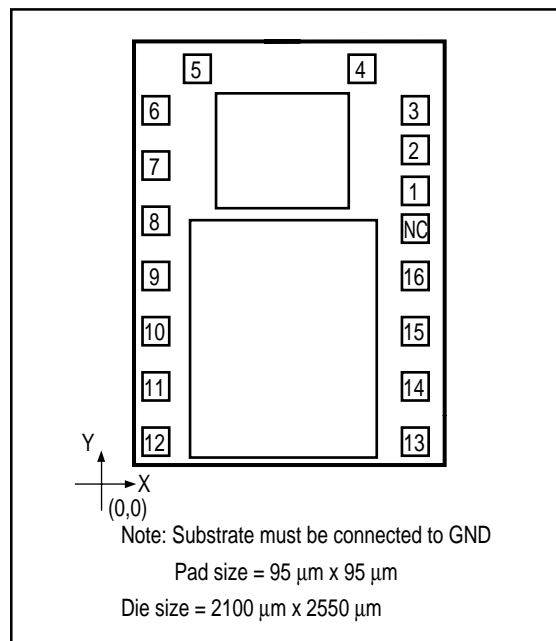 5 4
6 3
7 2
1
8 NC
9 16
10 15
11 14
12 13
Y
X
(0,0)
Note: Substrate must be connected to GND
Pad size = 95 μm x 95 μm
Die size = 2100 μm x 2550 μm